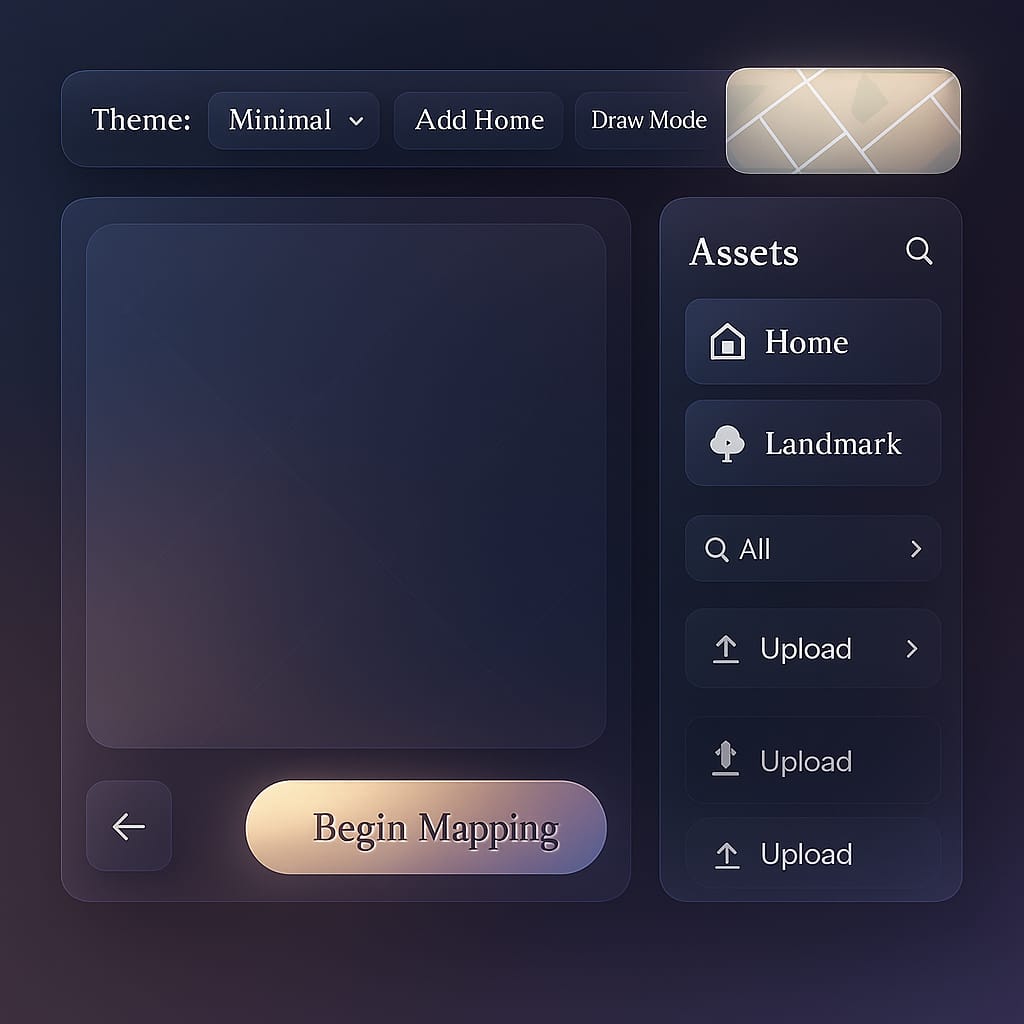 Theme: Minimal Add Home Draw Mode
Assets
Home
Landmark
All
Upload
Upload
Upload
Begin Mapping